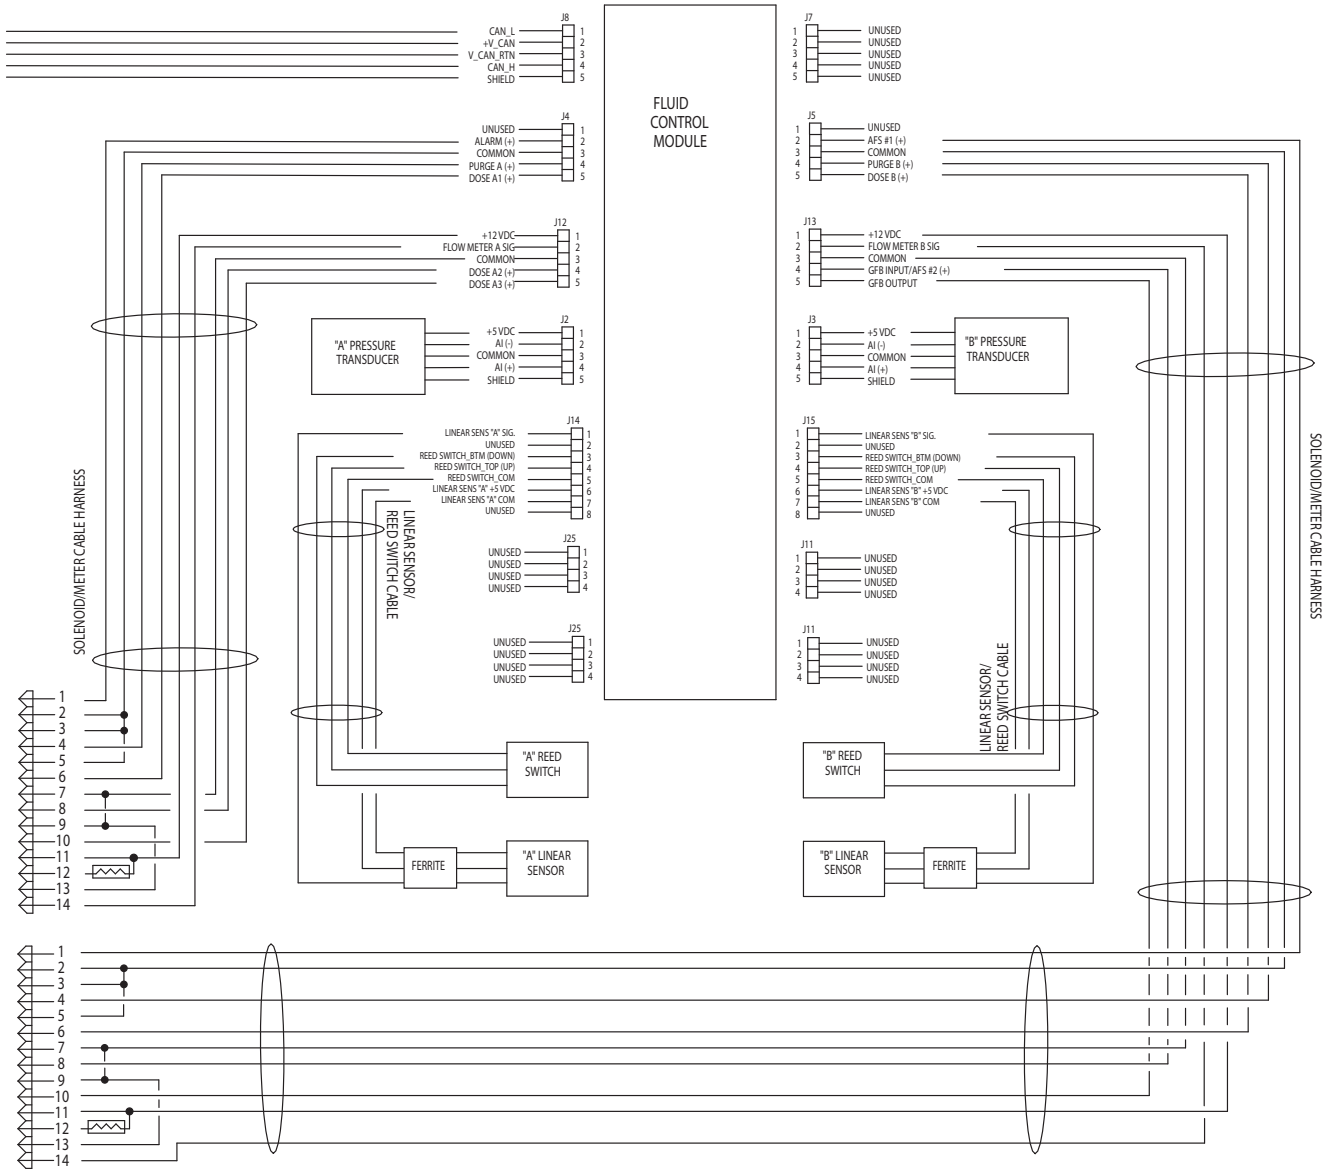 J8
CAN_L 1
+V_CAN 2
V_CAN_RTN 3
CAN_H 4
SHIELD 5
J4
UNUSED 1
ALARM (+) 2
COMMON 3
PURGE A (+) 4
DOSE A1 (+) 5
J12
+12 VDC 1
FLOW METER A SIG 2
COMMON 3
DOSE A2 (+) 4
DOSE A3 (+) 5
"A" PRESSURE
TRANSDUCER
J2
+5 VDC 1
AI (-) 2
COMMON 3
AI (+) 4
SHIELD 5
J14
LINEAR SENS "A" SIG. 1
UNUSED 2
REED SWITCH_BTM (DOWN) 3
REED SWITCH_TOP (UP) 4
REED SWITCH_COM 5
LINEAR SENS "A" +5 VDC 6
LINEAR SENS "A" COM 7
UNUSED 8
J25
UNUSED 1
UNUSED 2
UNUSED 3
UNUSED 4
J25
UNUSED 1
UNUSED 2
UNUSED 3
UNUSED 4
FLUID
CONTROL
MODULE
J7
1 UNUSED
2 UNUSED
3 UNUSED
4 UNUSED
5 UNUSED
J5
1 UNUSED
2 AFS #1 (+)
3 COMMON
4 PURGE B (+)
5 DOSE B (+)
J13
1 +12 VDC
2 FLOW METER B SIG
3 COMMON
4 GFB INPUT/AFS #2 (+)
5 GFB OUTPUT
J3
1 +5 VDC
2 AI (-)
3 COMMON
4 AI (+)
5 SHIELD
"B" PRESSURE
TRANSDUCER
J15
1 LINEAR SENS "B" SIG.
2 UNUSED
3 REED SWITCH_BTM (DOWN)
4 REED SWITCH_TOP (UP)
5 REED SWITCH_COM
6 LINEAR SENS "B" +5 VDC
7 LINEAR SENS "B" COM
8 UNUSED
J11
1 UNUSED
2 UNUSED
3 UNUSED
4 UNUSED
J11
1 UNUSED
2 UNUSED
3 UNUSED
4 UNUSED
SOLENOID/METER CABLE HARNESS
LINEAR SENSOR/
REED SWITCH CABLE
LINEAR SENSOR/
REED SWITCH CABLE
SOLENOID/METER CABLE HARNESS
"A" REED
SWITCH
"B" REED
SWITCH
FERRITE
"A" LINEAR
SENSOR
"B" LINEAR
SENSOR
FERRITE
1
2
3
4
5
6
7
8
9
10
11
12
13
14
1
2
3
4
5
6
7
8
9
10
11
12
13
14